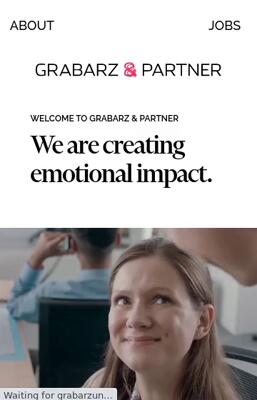 ABOUT JOBS
GRABARZ & PARTNER
WELCOME TO GRABARZ & PARTNER
We are creating
emotional impact.
Waiting for grabarzun...